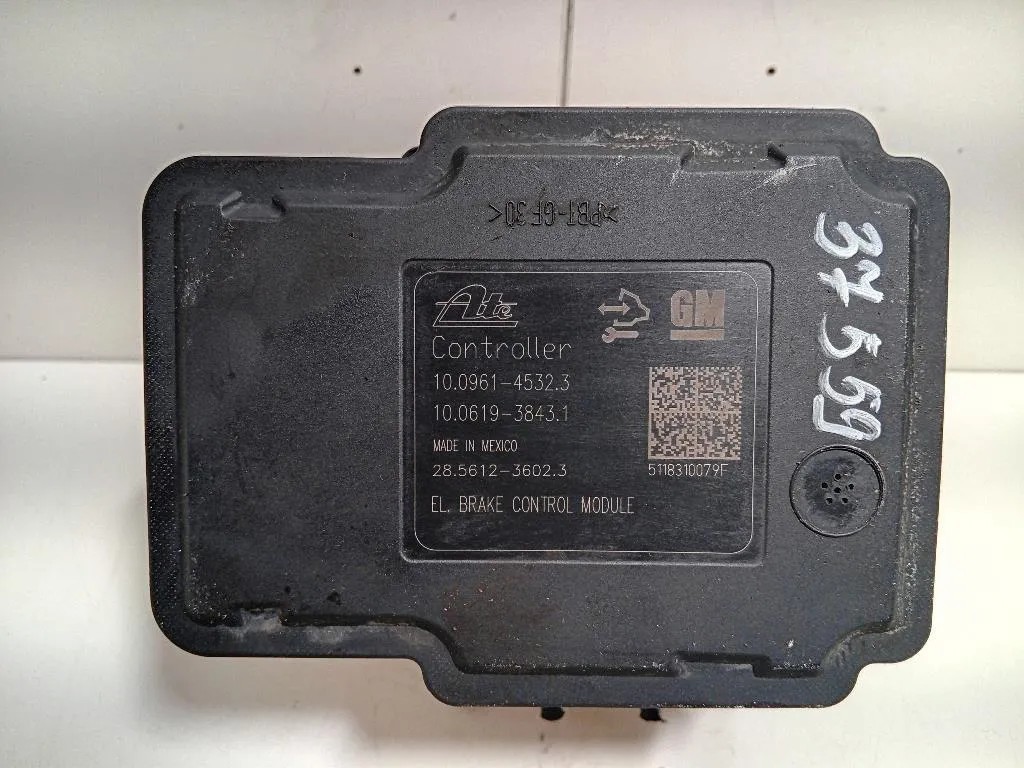 >PBT-GF30<
Ate
GM
Controller
10.0961-4532.3
10.0619-3843.1
MADE IN MEXICO
28.5612-3602.3
5118310079F
EL. BRAKE CONTROL MODULE
37559